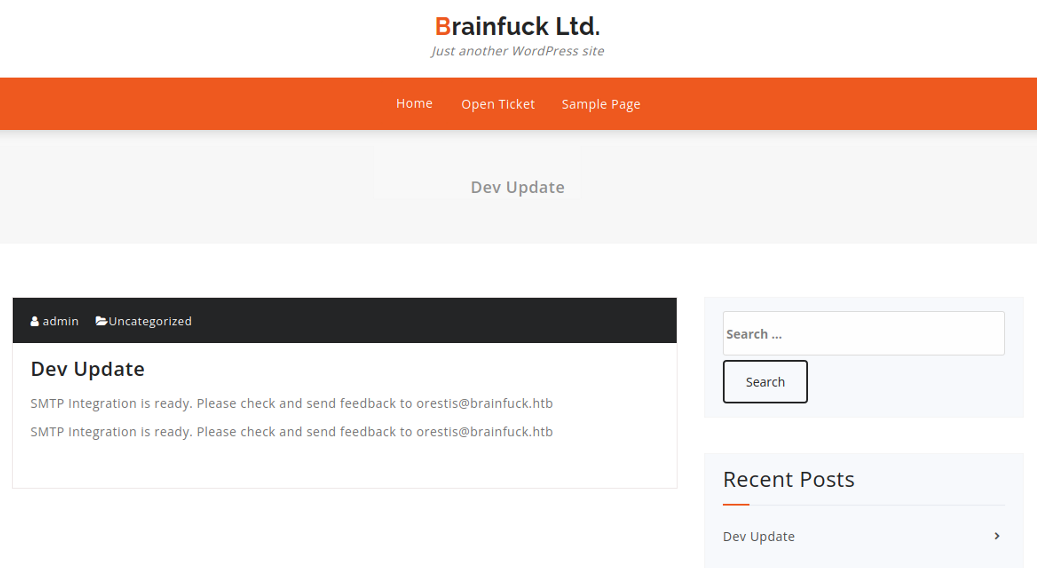 Brainfuck Ltd.
Just another WordPress site
Home Open Ticket Sample Page
Dev Update
admin Uncategorized
Dev Update
SMTP Integration is ready. Please check and send feedback to orestis@brainfuck.htb
SMTP Integration is ready. Please check and send feedback to orestis@brainfuck.htb
Search ...
Search
Recent Posts
Dev Update